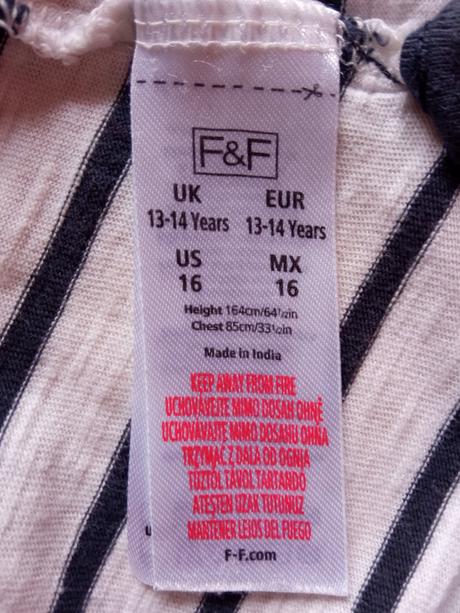 F&F
UK EUR
13-14 Years 13-14 Years
US MX
16 16
Height 164cm/64½in
Chest 85cm/33½in
Made in India
KEEP AWAY FROM FIRE
UCHOVÁVEJTE MIMO DOSAH OHNĚ
UCHOVÁVAJTE MIMO DOSAHU OHŇA
TRZYMAĆ Z DALA OD OGNIA
TŰZTŐL TÁVOL TARTANDÓ
ATEŞTEN UZAK TUTUNUZ
MANTENER LEJOS DEL FUEGO
F-F.com